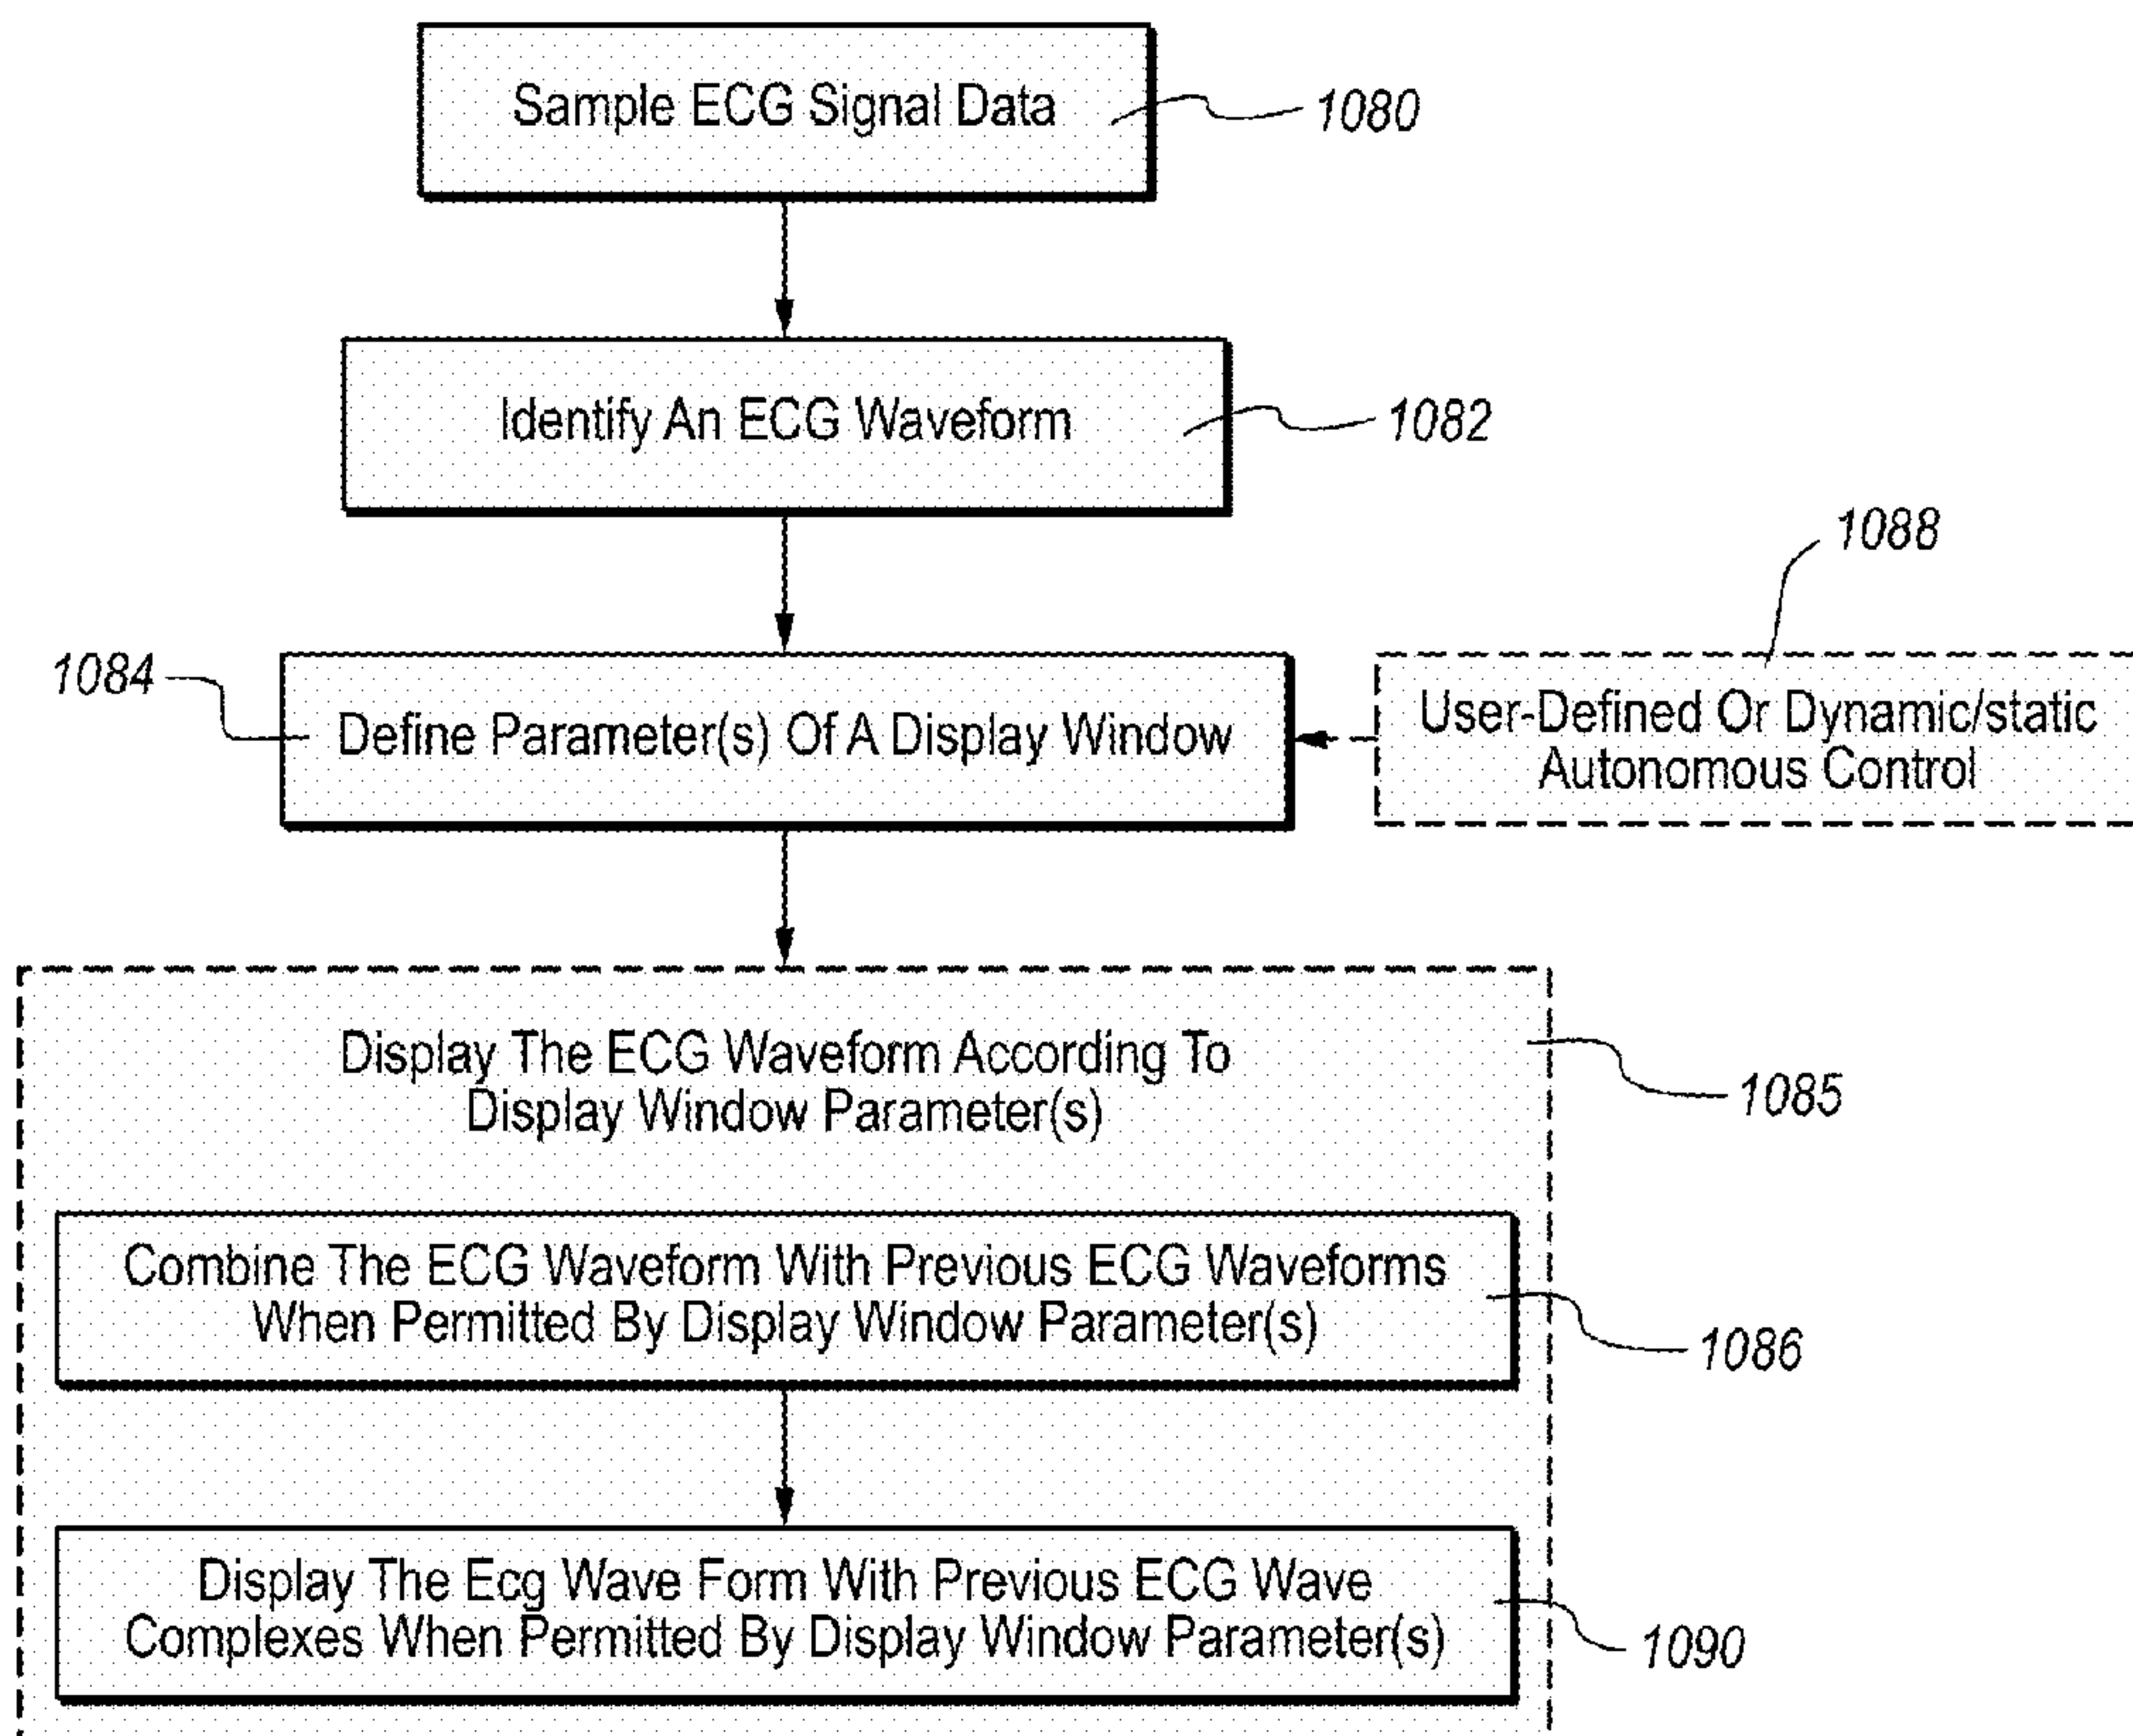 Sample ECG Signal Data
1080
Identify An ECG Waveform
1082
1088
1084
Define Parameter(s) Of A Display Window
User-Defined Or Dynamic/static
Autonomous Control
Display The ECG Waveform According To
Display Window Parameter(s)
1085
Combine The ECG Waveform With Previous ECG Waveforms
When Permitted By Display Window Parameter(s)
1086
Display The Ecg Wave Form With Previous ECG Wave
Complexes When Permitted By Display Window Parameter(s)
1090